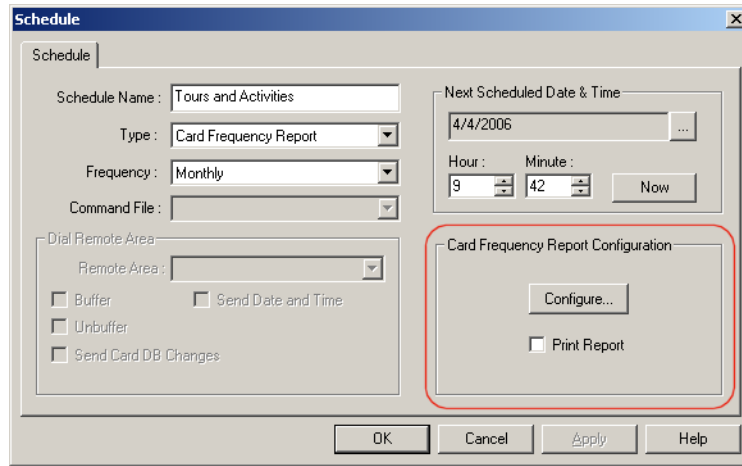 Schedule
Schedule
Schedule Name : Tours and Activities
Type : Card Frequency Report
Frequency : Monthly
Command File :
Dial Remote Area
Remote Area :
Buffer Send Date and Time
Unbuffer
Send Card DB Changes
Next Scheduled Date & Time
4/4/2006 ...
Hour : Minute :
9 42 Now
Card Frequency Report Configuration
Configure...
Print Report
OK Cancel Apply Help